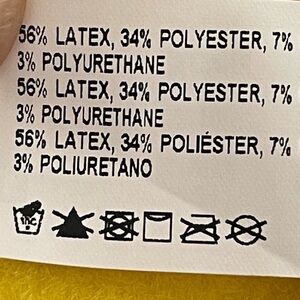 56% LATEX, 34% POLYESTER, 7%
3% POLYURETHANE
56% LATEX, 34% POLYESTER, 7%
3% POLYURETHANE
56% LATEX, 34% POLIÉSTER, 7%
3% POLIURETANO